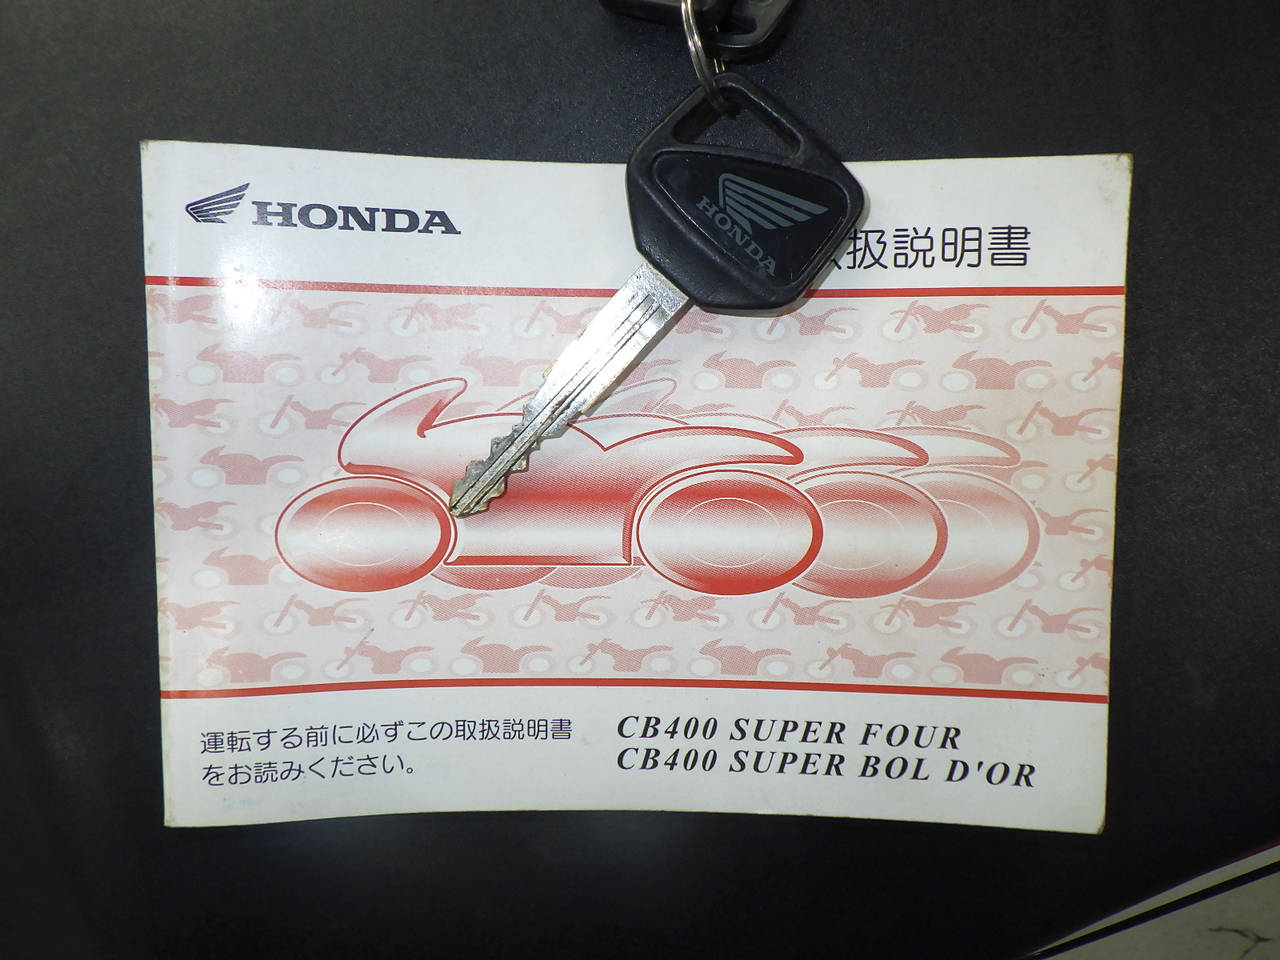 HONDA
HONDA
取扱説明書
運転する前に必ずこの取扱説明書
をお読みください。
CB400 SUPER FOUR
CB400 SUPER BOL D'OR